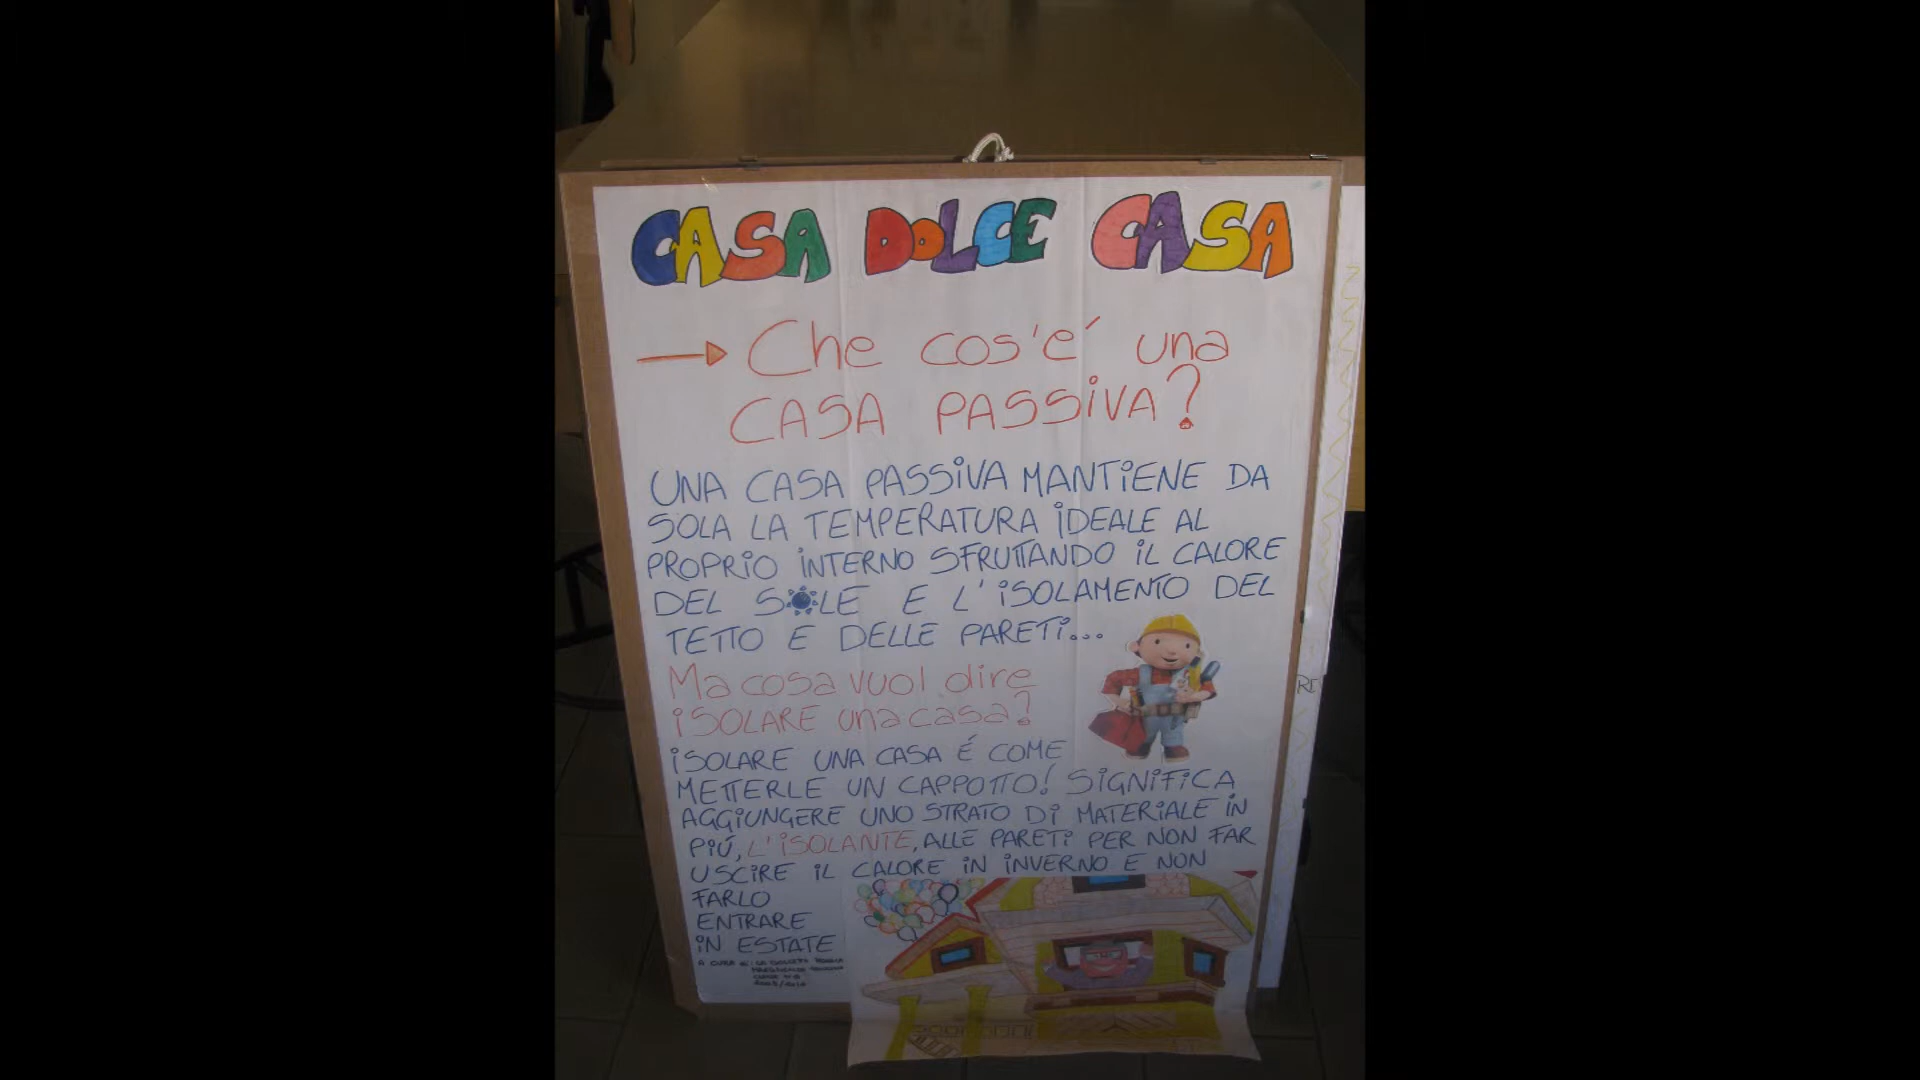 CASA DOLCE CASA
Che cos'é una
CASA PASSiVA?
UNA CASA PASSiVA MANTiENE DA
SOLA LA TEMPERATURA iDEALE AL
PROPRiO iNTERNO SFRUTTANDO iL CALORE
DEL SOLE E L'iSOLAMENTO DEL
TETTO E DELLE PARETi...
Ma cosa vuol dire
iSOLARE una casa?
iSOLARE UNA CASA É COME
METTERLE UN CAPPOTTO! SiGNiFiCA
AGGiUNGERE UNO STRATO Di MATERiALE iN
PiÚ, L'iSOLANTE, ALLE PARETi PER NON FAR
USCiRE iL CALORE iN iNVERNO E NON
FARLO
ENTRARE
iN ESTATE
A CURA di:
RE